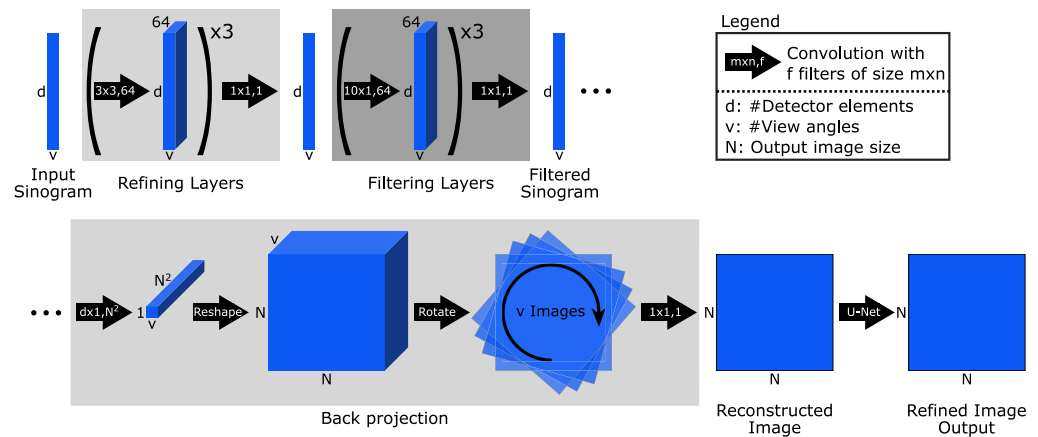 64
x3
3x3,64
d
v
1x1,1
d
v
Input
Sinogram
Refining Layers
64
x3
10x1,64
d
v
1x1,1
d
v
Filtering Layers
Filtered
Sinogram
Legend
mxn,f
Convolution with
f filters of size mxn
d: #Detector elements
v: #View angles
N: Output image size
dx1,N²
N²
1
v
Reshape
v
N
N
Rotate
v Images
1x1,1
Back projection
N
N
Reconstructed
Image
U-Net
N
N
Refined Image
Output